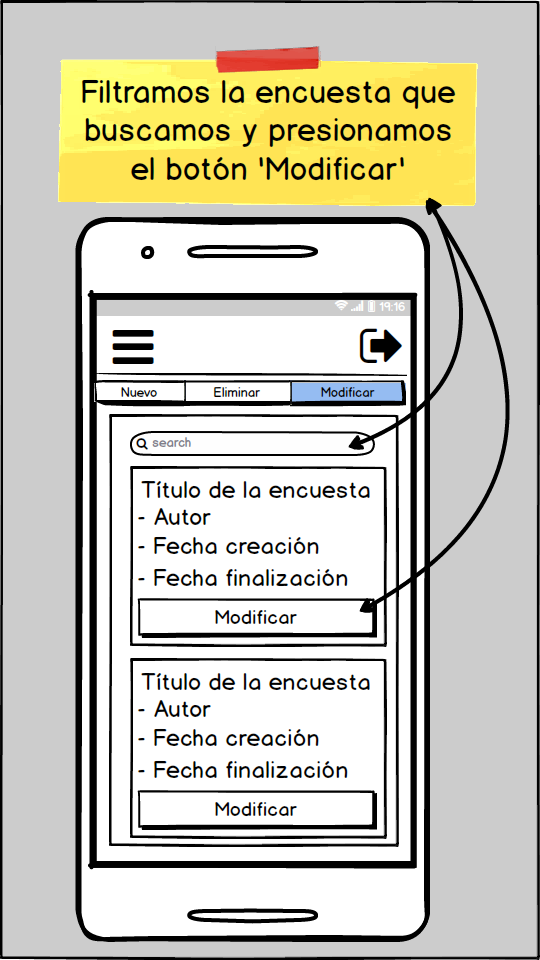 Filtramos la encuesta que
buscamos y presionamos
el botón 'Modificar'
19:16
Nuevo Eliminar Modificar
search
Título de la encuesta
- Autor
- Fecha creación
- Fecha finalización
Modificar
Título de la encuesta
- Autor
- Fecha creación
- Fecha finalización
Modificar